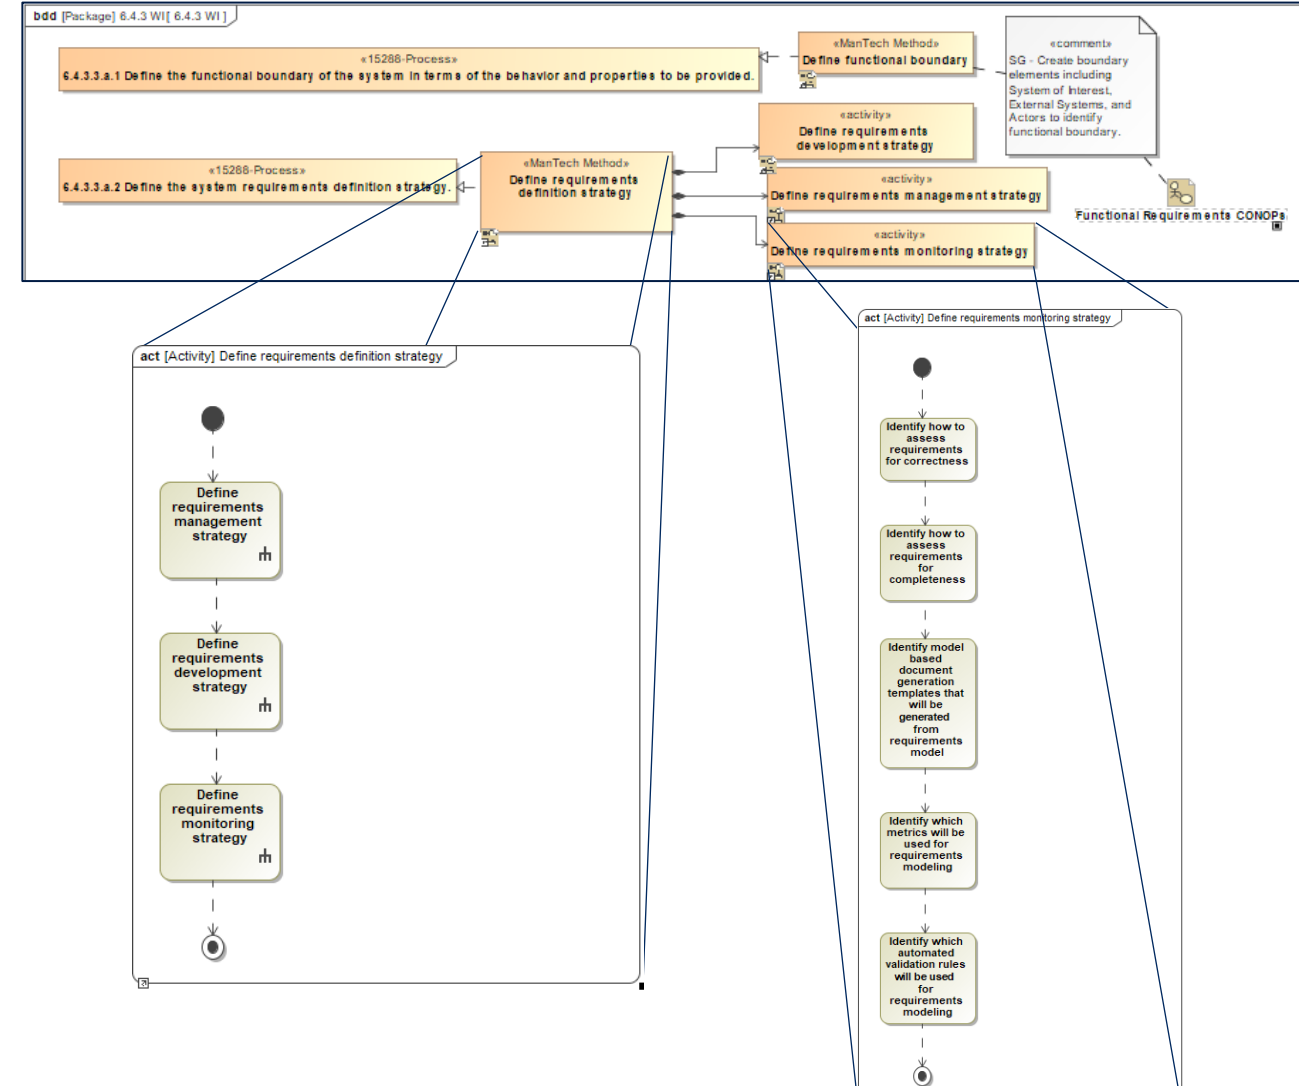 bdd [Package] 6.4.3 WI[ 6.4.3 WI ]
«15288-Process»
6.4.3.3.a.1 Define the functional boundary of the system in terms of the behavior and properties to be provided.
«ManTech Method»
Define functional boundary
«comment»
SG - Create boundary
elements including
System of Interest,
External Systems, and
Actors to identify
functional boundary.
«activity»
Define requirements
development strategy
«15288-Process»
6.4.3.3.a.2 Define the system requirements definition strategy.
«ManTech Method»
Define requirements
definition strategy
«activity»
Define requirements management strategy
Functional Requirements CONOPs
«activity»
Define requirements monitoring strategy
act [Activity] Define requirements definition strategy
Define
requirements
management
strategy
Define
requirements
development
strategy
Define
requirements
monitoring
strategy
act [Activity] Define requirements monitoring strategy
Identify how to
assess
requirements
for correctness
Identify how to
assess
requirements
for
completeness
Identify model
based
document
generation
templates that
will be
generated
from
requirements
model
Identify which
metrics will be
used for
requirements
modeling
Identify which
automated
validation rules
will be used
for
requirements
modeling